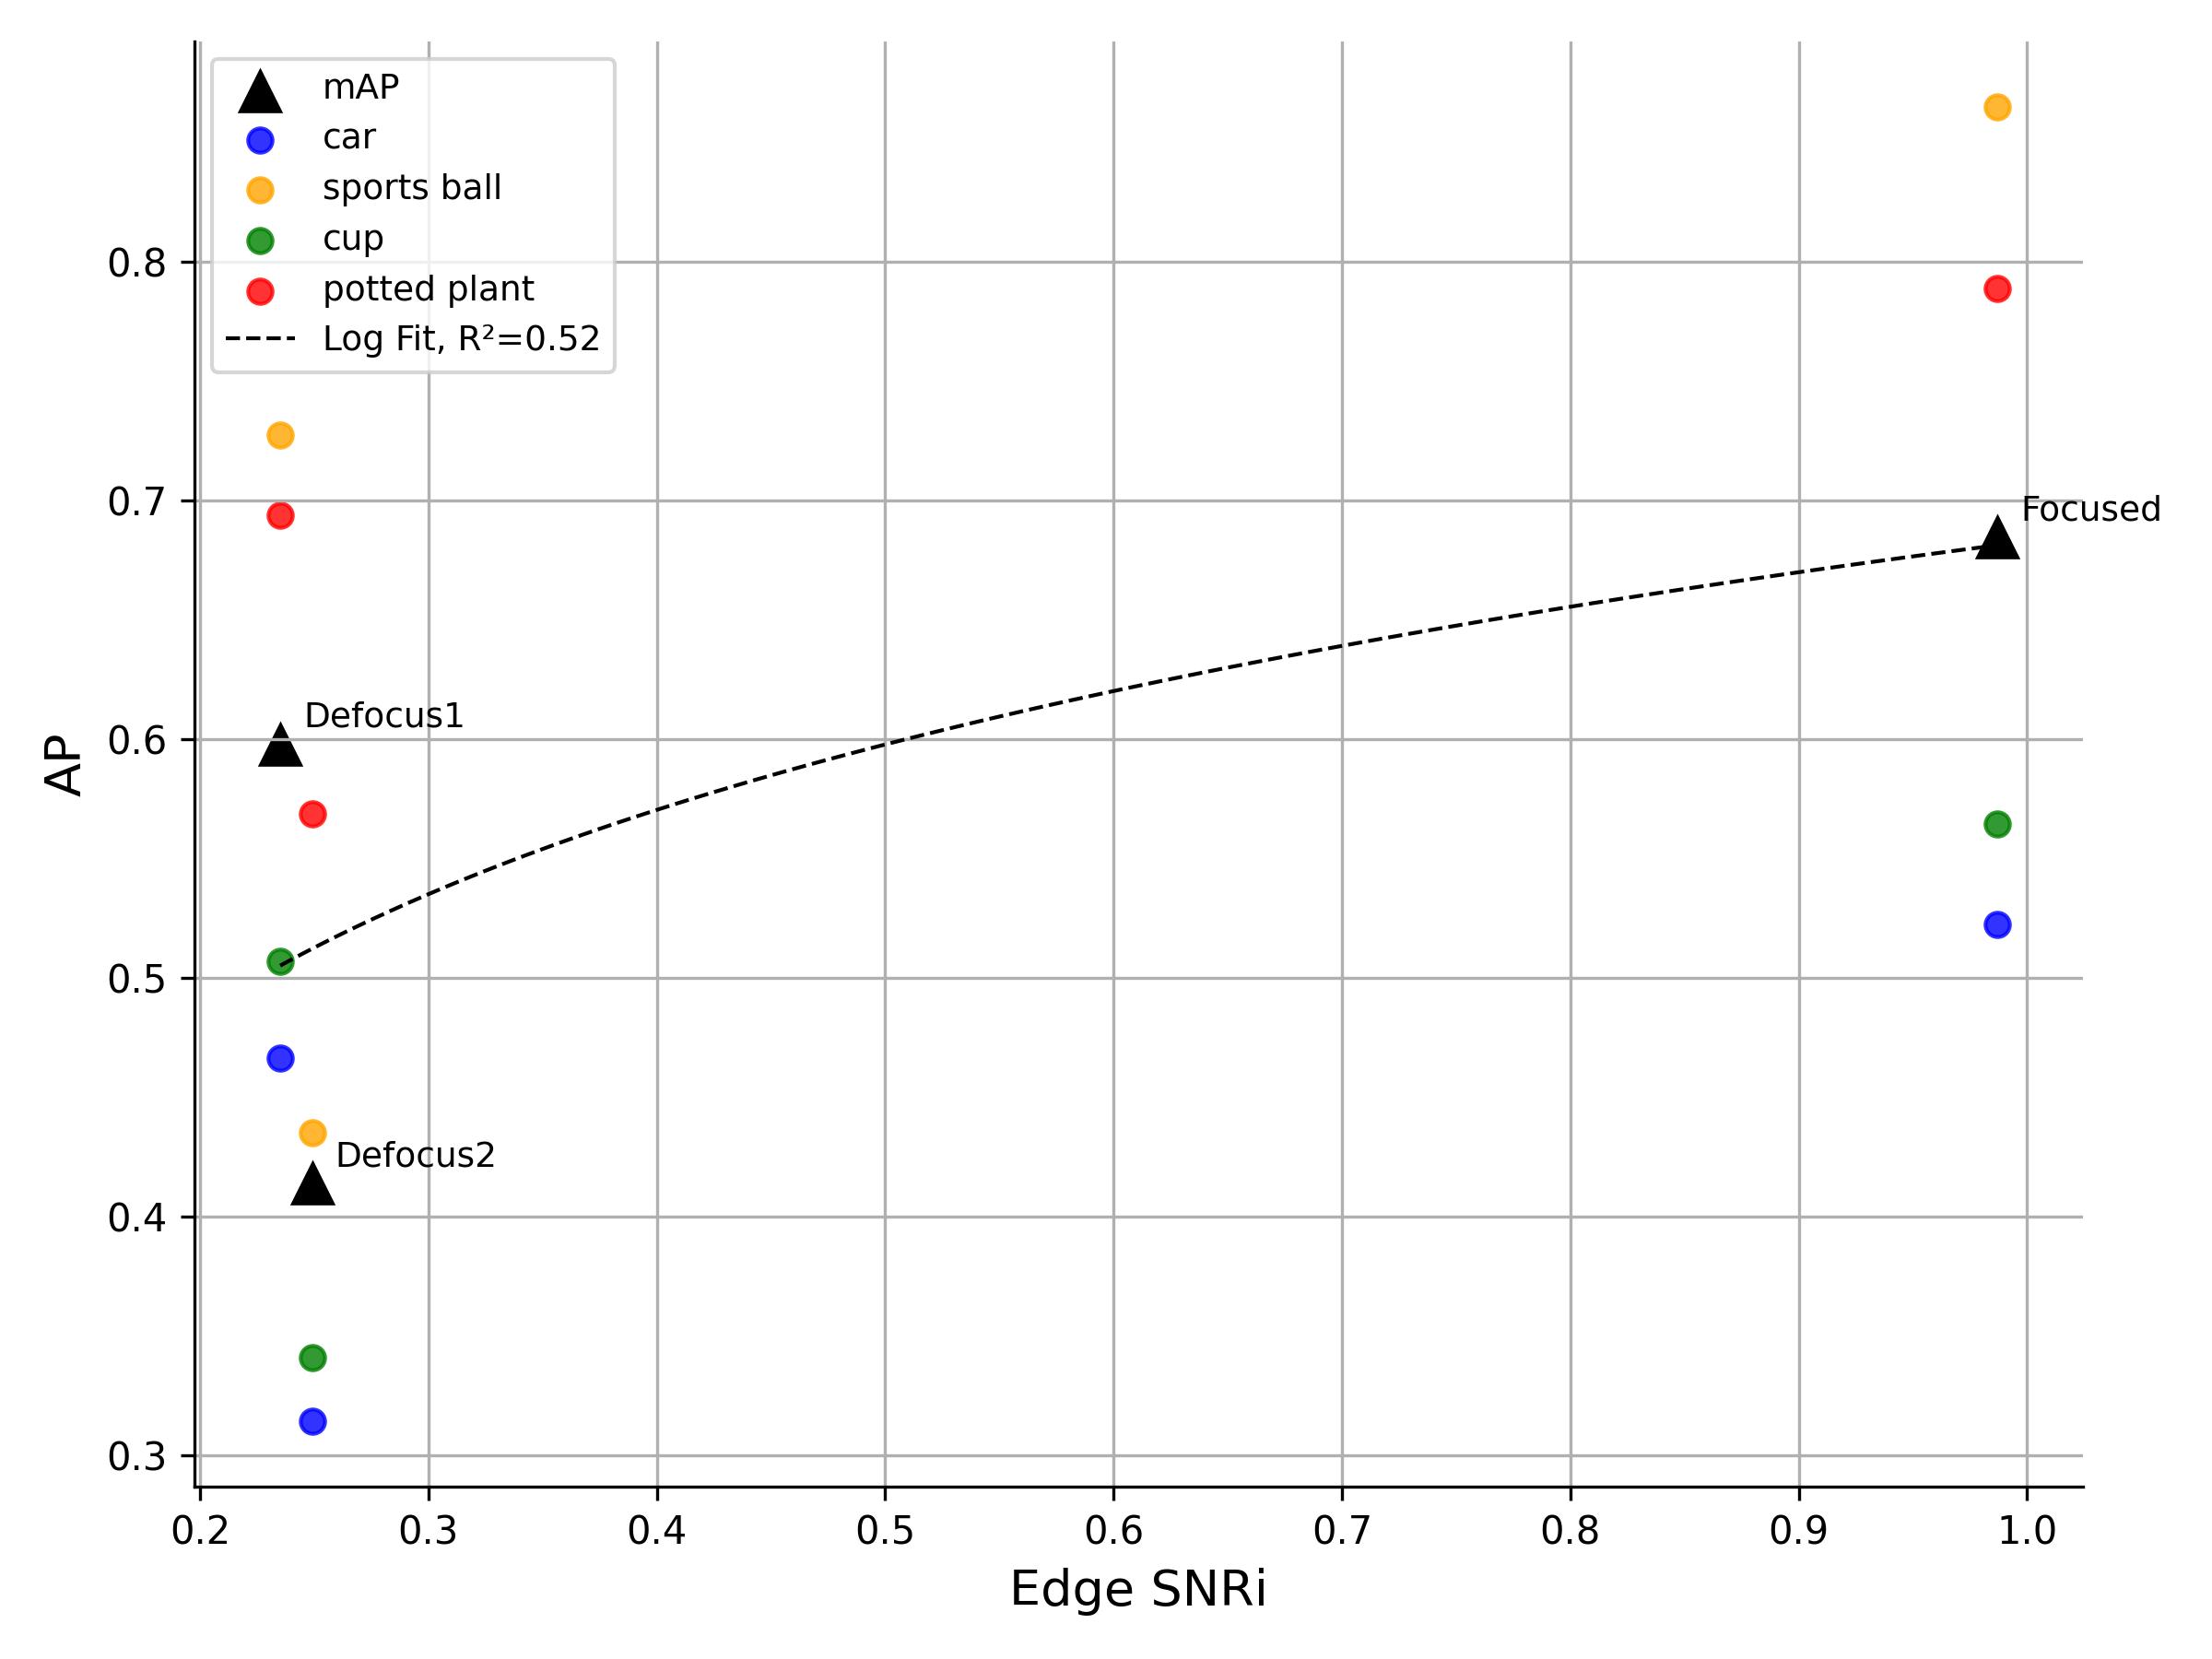 mAP
car
sports ball
cup
potted plant
Log Fit, R²=0.52
0.8
0.7
0.6
0.5
0.4
0.3
AP
Focused
Defocus1
Defocus2
0.2 0.3 0.4 0.5 0.6 0.7 0.8 0.9 1.0
Edge SNRi